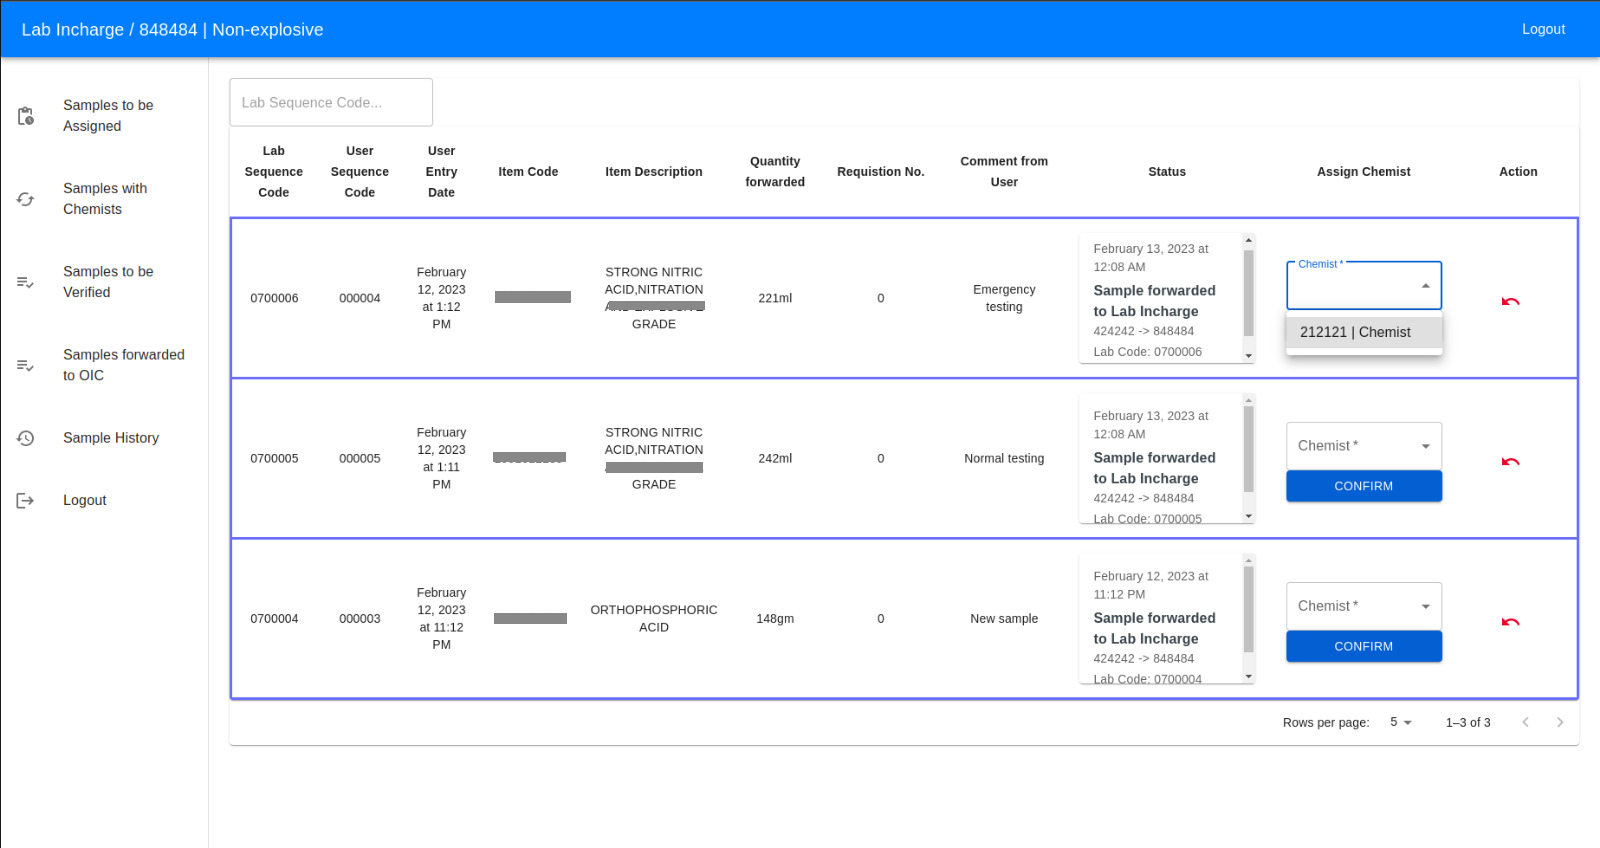 Lab Incharge / 848484 | Non-explosive
Logout
Samples to be
Assigned
Samples with
Chemists
Samples to be
Verified
Samples forwarded
to OIC
Sample History
Logout
Lab Sequence Code...
Lab
Sequence
Code
User
Sequence
Code
User
Entry
Date
Item Code
Item Description
Quantity
forwarded
Requistion No.
Comment from
User
Status
Assign Chemist
Action
0700006
000004
February
12, 2023
at 1:12
PM
STRONG NITRIC
ACID,NITRATION
GRADE
221ml
0
Emergency
testing
February 13, 2023 at
12:08 AM
Sample forwarded
to Lab Incharge
424242 -> 848484
Lab Code: 0700006
Chemist *
212121 | Chemist
0700005
000005
February
12, 2023
at 1:11
PM
STRONG NITRIC
ACID,NITRATION
GRADE
242ml
0
Normal testing
February 13, 2023 at
12:08 AM
Sample forwarded
to Lab Incharge
424242 -> 848484
Lab Code: 0700005
Chemist *
CONFIRM
0700004
000003
February
12, 2023
at 11:12
PM
ORTHOPHOSPHORIC
ACID
148gm
0
New sample
February 12, 2023 at
11:12 PM
Sample forwarded
to Lab Incharge
424242 -> 848484
Lab Code: 0700004
Chemist *
CONFIRM
Rows per page:
5
1–3 of 3